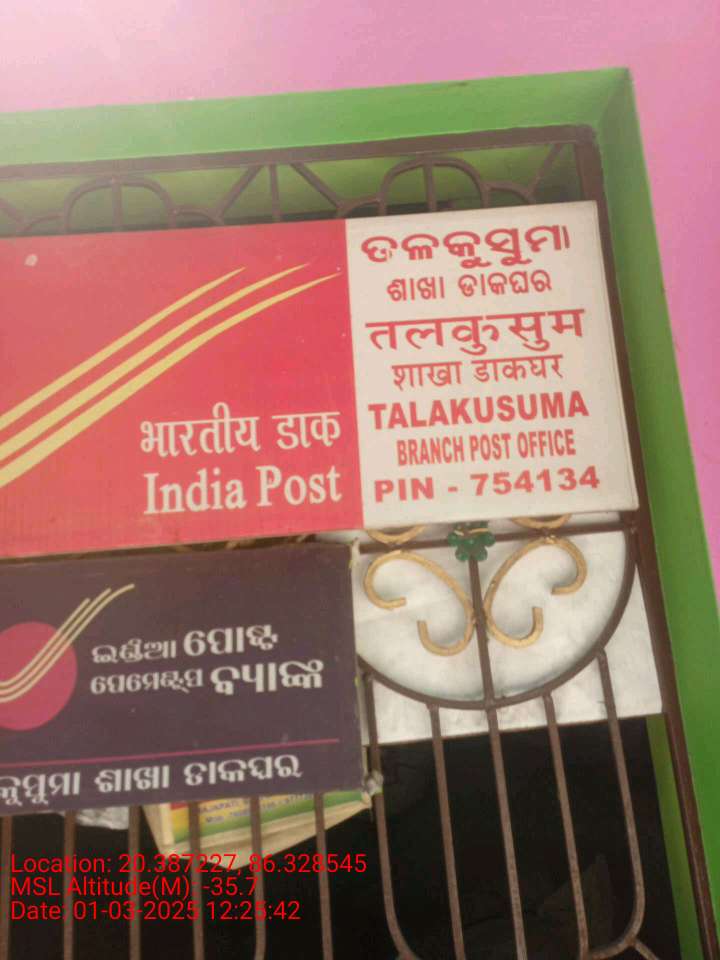 भारतीय डाक
India Post
ତଳକୁସୁମା
ଶାଖା ଡାକଘର
तलकुसुम
शाखा डाकघर
TALAKUSUMA
BRANCH POST OFFICE
PIN - 754134
ଇଣ୍ଡିଆ ପୋଷ୍ଟ
ପେମେଣ୍ଟ୍ସ ବ୍ୟାଙ୍କ
କୁସୁମା ଶାଖା ଡାକଘର
Location: 20.387227, 86.328545
MSL Altitude(M): -35.7
Date: 01-03-2025 12:25:42